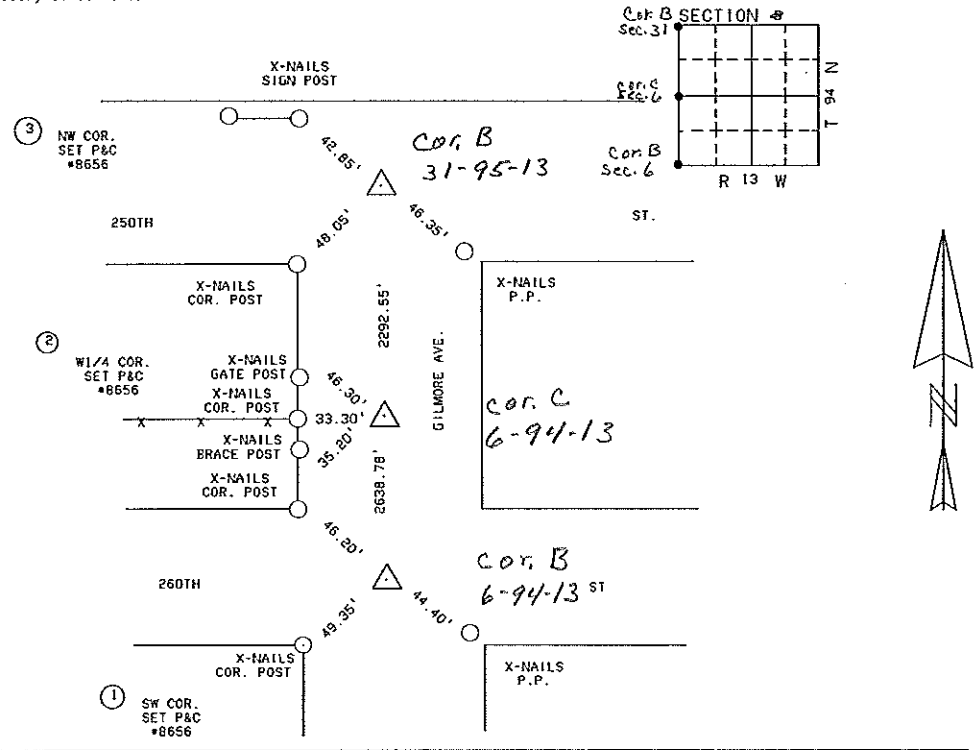 Cor. B SECTION 8
Sec. 31
Cor. C
Sec. 6
Cor. B
Sec. 6
T 94 N
R 13 W
X-NAILS
SIGN POST
3
NW COR.
SET P&C
#8656
42.85'
Cor. B
31-95-13
48.05'
46.35'
250TH
ST.
X-NAILS
COR. POST
X-NAILS
P.P.
2292.55'
GILMORE AVE.
2
W1/4 COR.
SET P&C
#8656
X-NAILS
GATE POST
46.30'
X-NAILS
COR. POST
33.30'
X X X
X-NAILS
BRACE POST
35.20'
cor. C
6-94-13
X-NAILS
COR. POST
2638.78'
46.20'
Cor. B
6-94-13 ST
260TH
49.35'
44.40'
X-NAILS
COR. POST
X-NAILS
P.P.
1
SW COR.
SET P&C
#8656
N